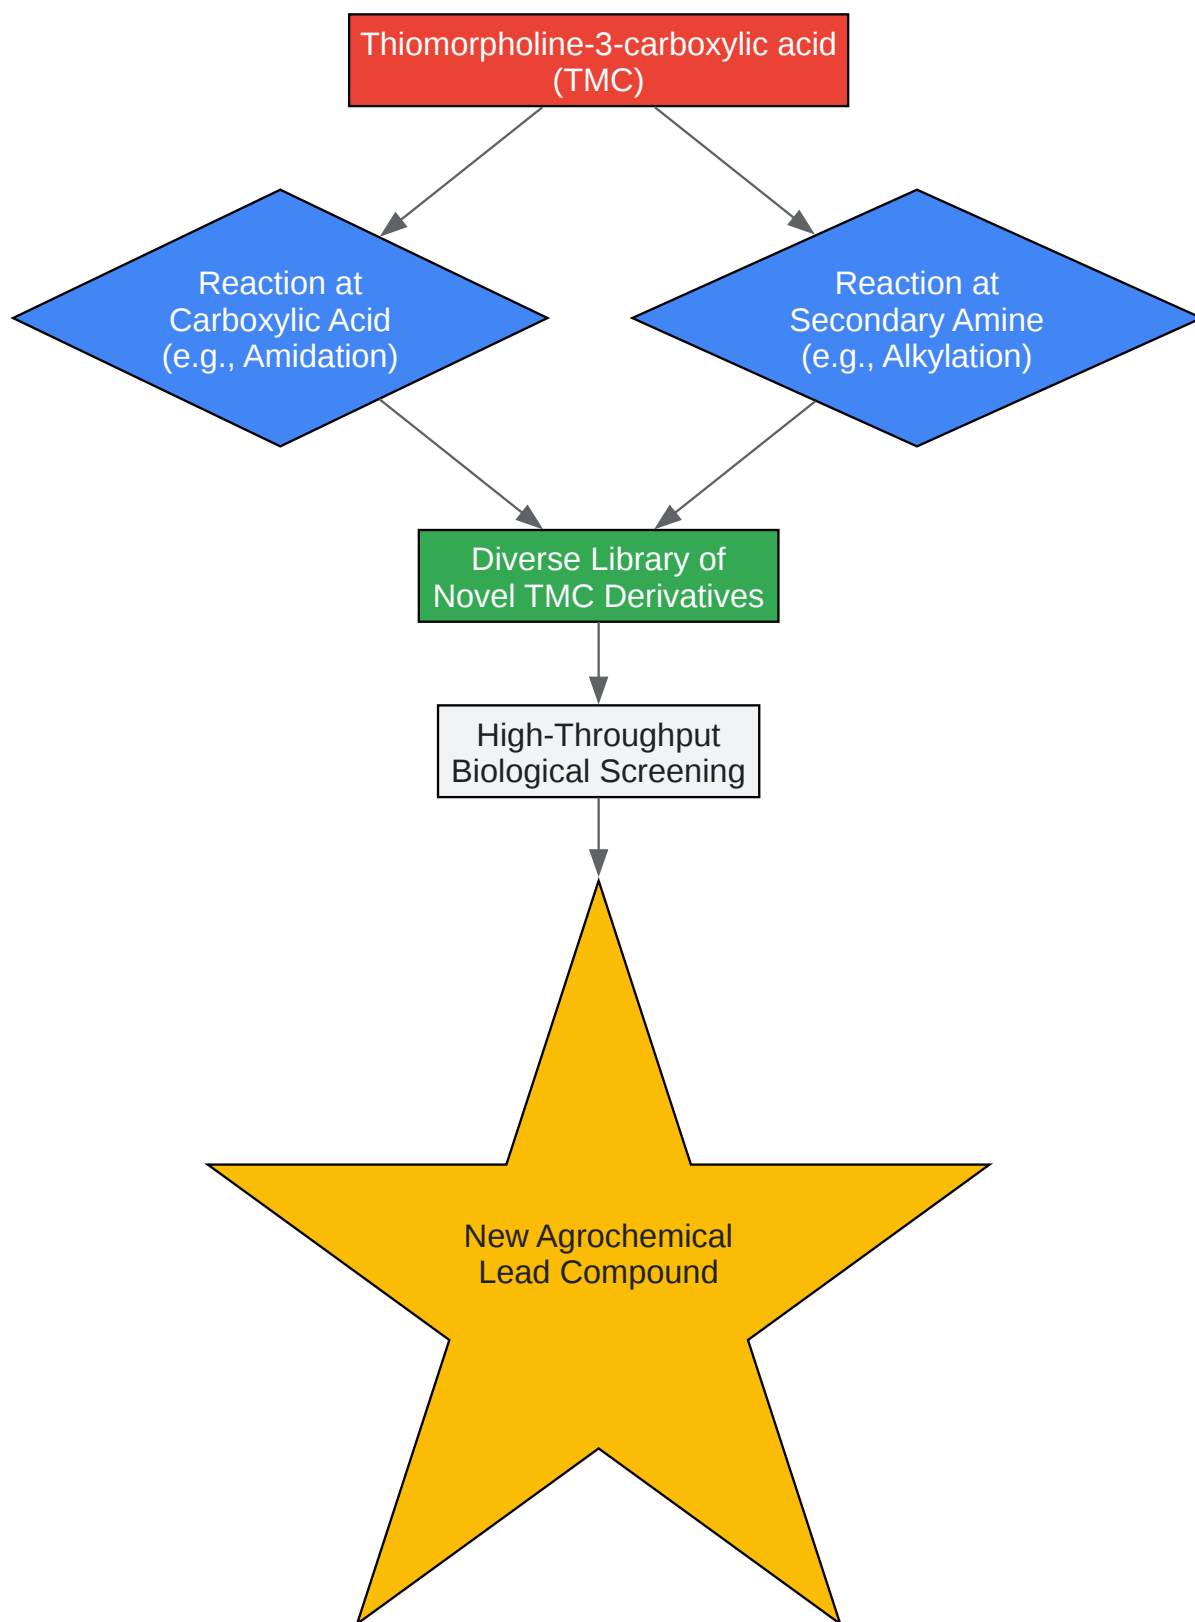 Thiomorpholine-3-carboxylic acid
(TMC)
Reaction at
Carboxylic Acid
(e.g., Amidation)
Reaction at
Secondary Amine
(e.g., Alkylation)
Diverse Library of
Novel TMC Derivatives
High-Throughput
Biological Screening
New Agrochemical
Lead Compound